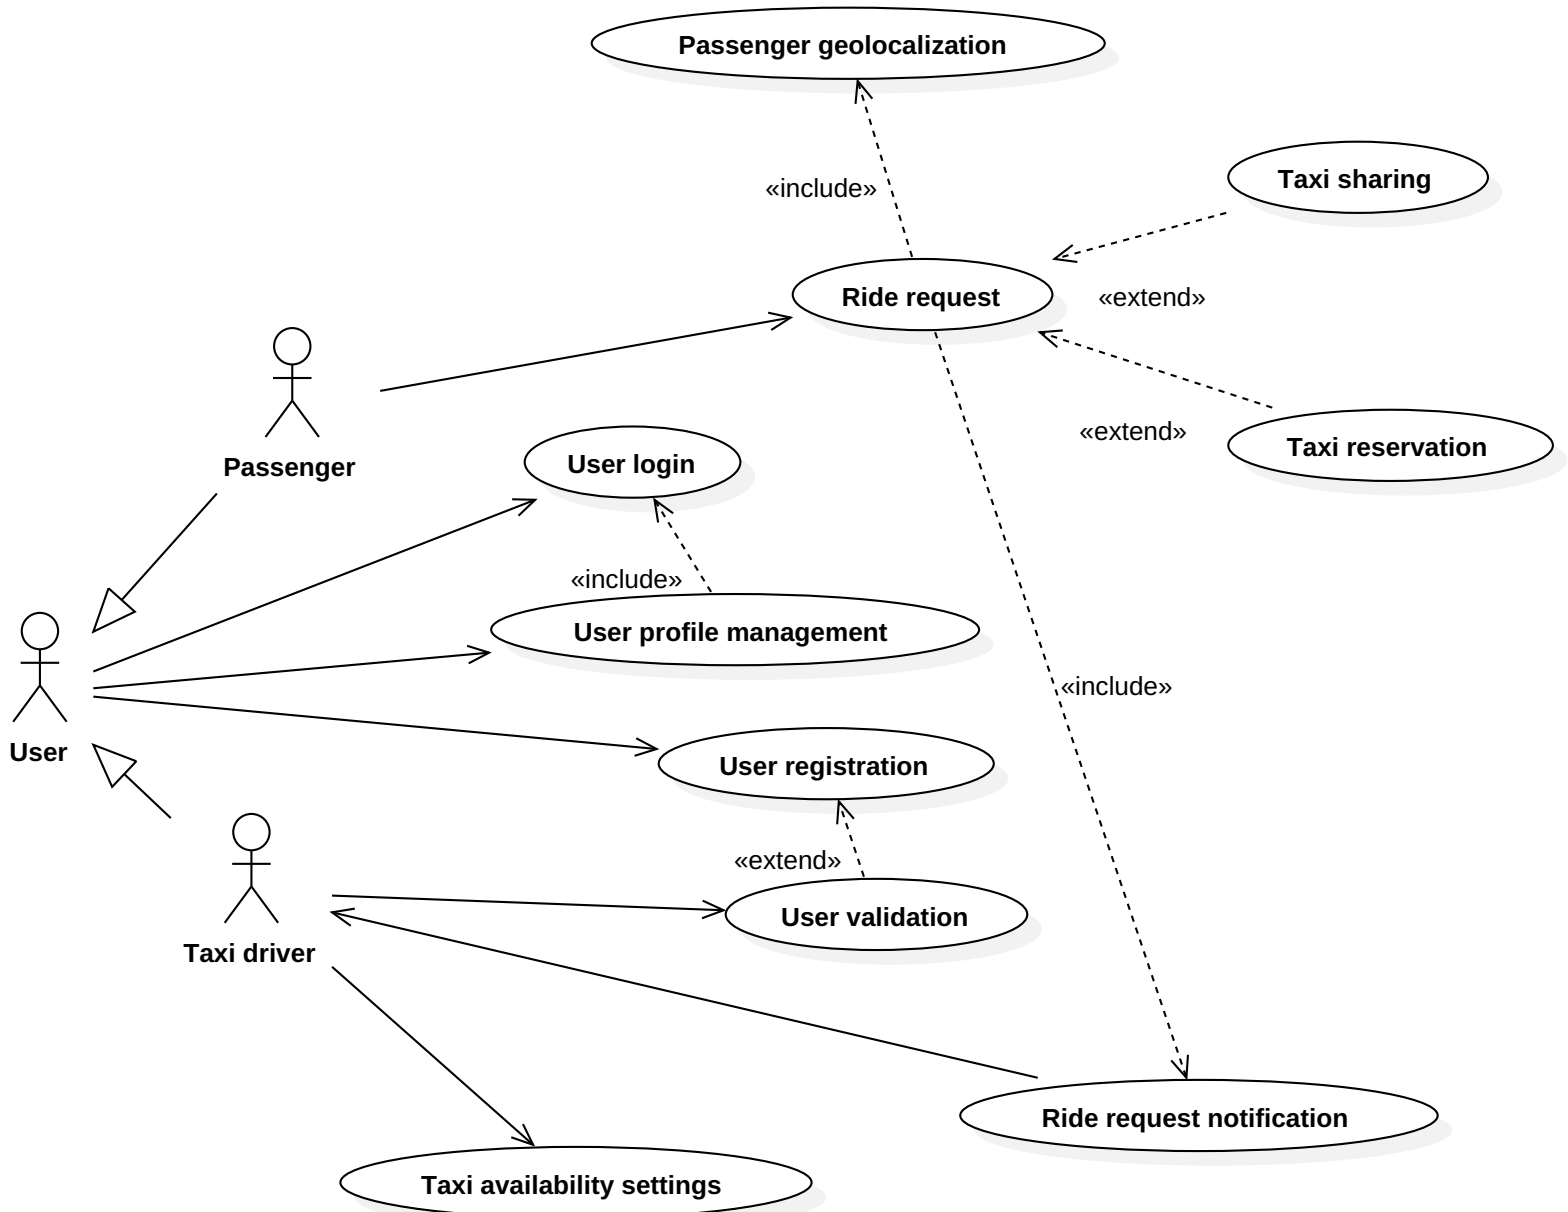 Passenger geolocalization
«include»
Taxi sharing
Ride request
«extend»
Passenger
User login
«extend»
Taxi reservation
«include»
User profile management
«include»
User
User registration
«extend»
User validation
Taxi driver
Ride request notification
Taxi availability settings